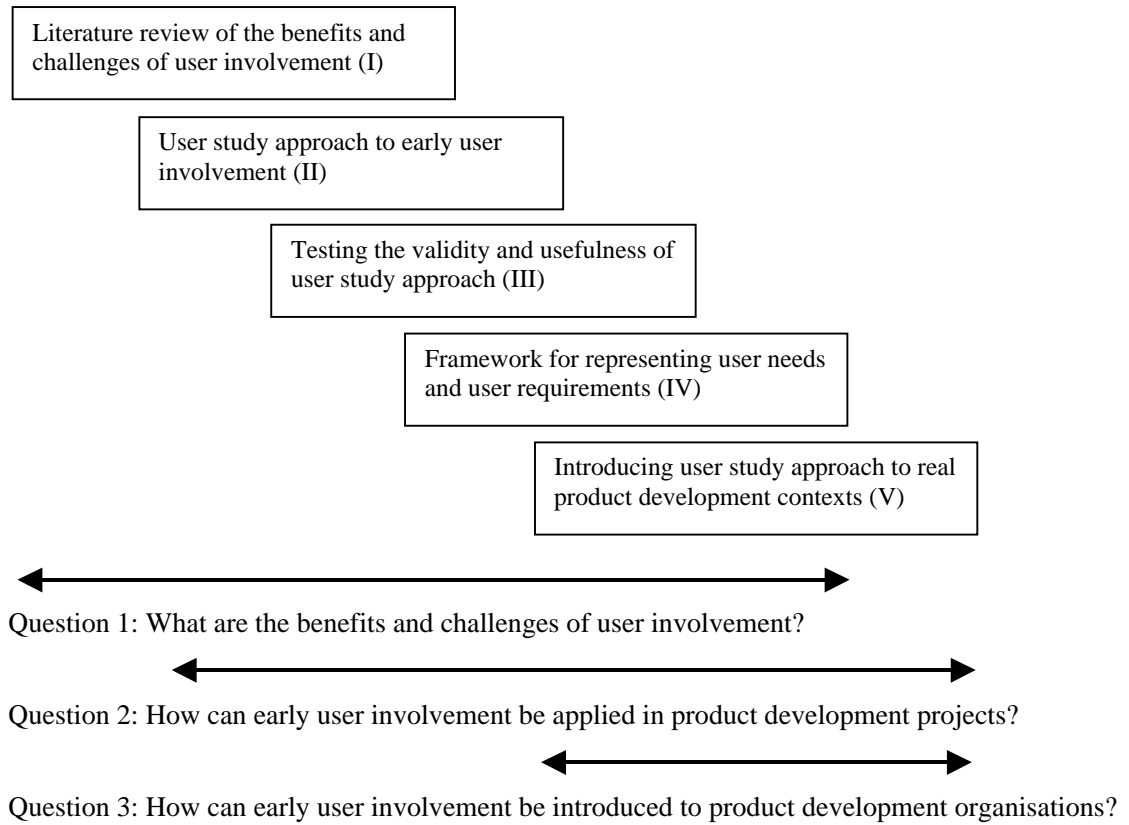 Literature review of the benefits and
challenges of user involvement (I)
User study approach to early user
involvement (II)
Testing the validity and usefulness of
user study approach (III)
Framework for representing user needs
and user requirements (IV)
Introducing user study approach to real
product development contexts (V)
Question 1: What are the benefits and challenges of user involvement?
Question 2: How can early user involvement be applied in product development projects?
Question 3: How can early user involvement be introduced to product development organisations?